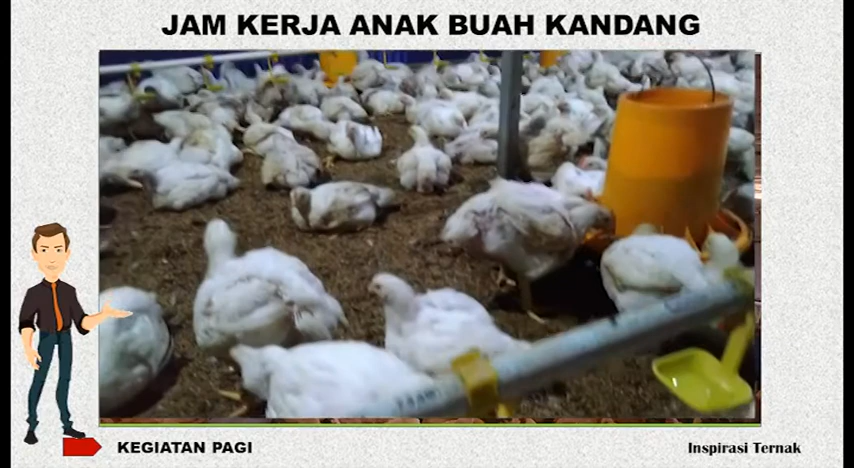 JAM KERJA ANAK BUAH KANDANG
KEGIATAN PAGI
Inspirasi Ternak